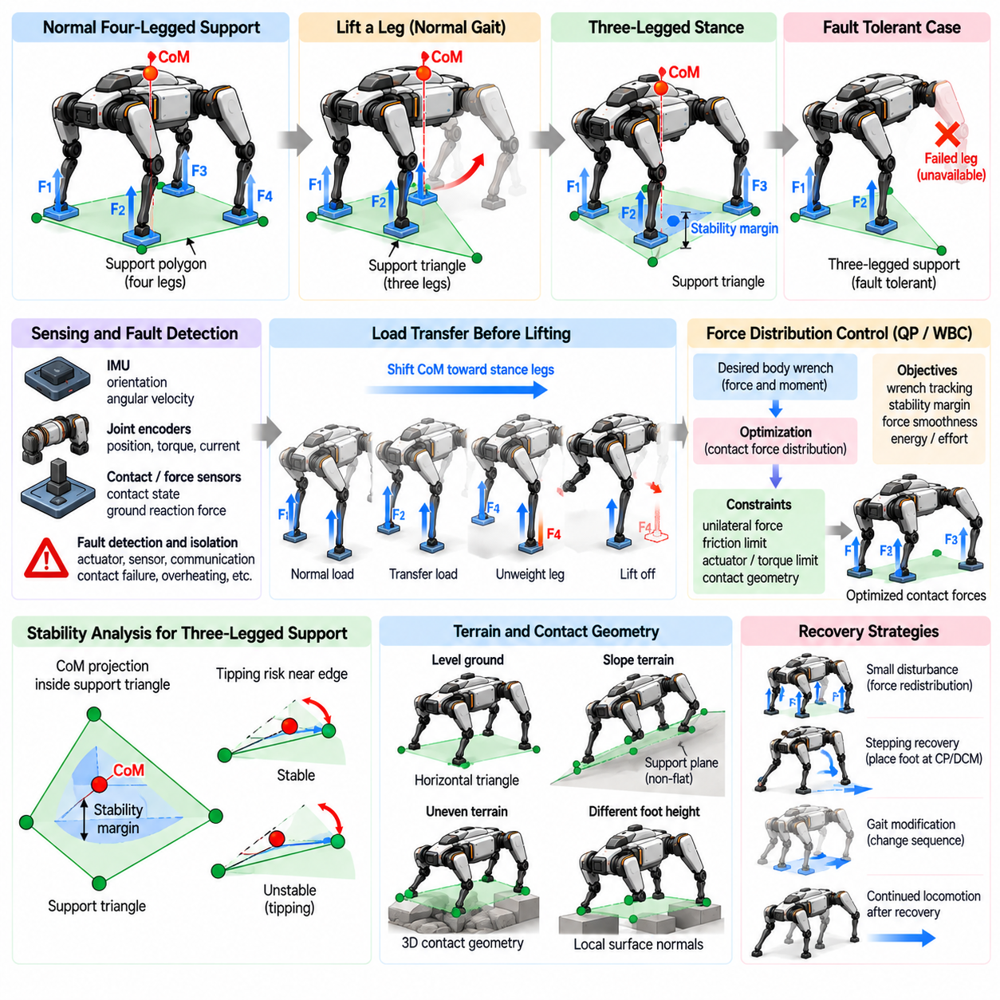 Normal Four-Legged Support
CoM
F1
F2
F3
F4
Support polygon
(four legs)
Lift a Leg (Normal Gait)
CoM
F1
F2
Support triangle
(three legs)
Three-Legged Stance
CoM
F1
F2
F3
Stability margin
Support triangle
Fault Tolerant Case
Failed leg
(unavailable)
F1
F2
Three-legged support
(fault tolerant)
Sensing and Fault Detection
IMU
orientation
angular velocity
Joint encoders
position, torque, current
Contact / force sensors
contact state
ground reaction force
Fault detection and isolation
actuator, sensor, communication
contact failure, overheating, etc.
Load Transfer Before Lifting
Shift CoM toward stance legs
F1
F2
F4
F4
F4
Normal load
Transfer load
Unweight leg
Lift off
Force Distribution Control (QP / WBC)
Desired body wrench
(force and moment)
Optimization
(contact force distribution)
Constraints
unilateral force
friction limit
actuator / torque limit
contact geometry
Objectives
wrench tracking
stability margin
force smoothness
energy / effort
F
F3
Optimized contact forces
Stability Analysis for Three-Legged Support
CoM projection
inside support triangle
CoM
Stability
margin
Support triangle
Tipping risk near edge
Stable
Unstable
(tipping)
Terrain and Contact Geometry
Level ground
Horizontal triangle
Slope terrain
Support plane
(non-flat)
Uneven terrain
3D contact geometry
Different foot height
Local surface normals
Recovery Strategies
Small disturbance
(force redistribution)
Stepping recovery
(place foot at CP/DCM)
Gait modification
(change sequence)
Continued locomotion
after recovery